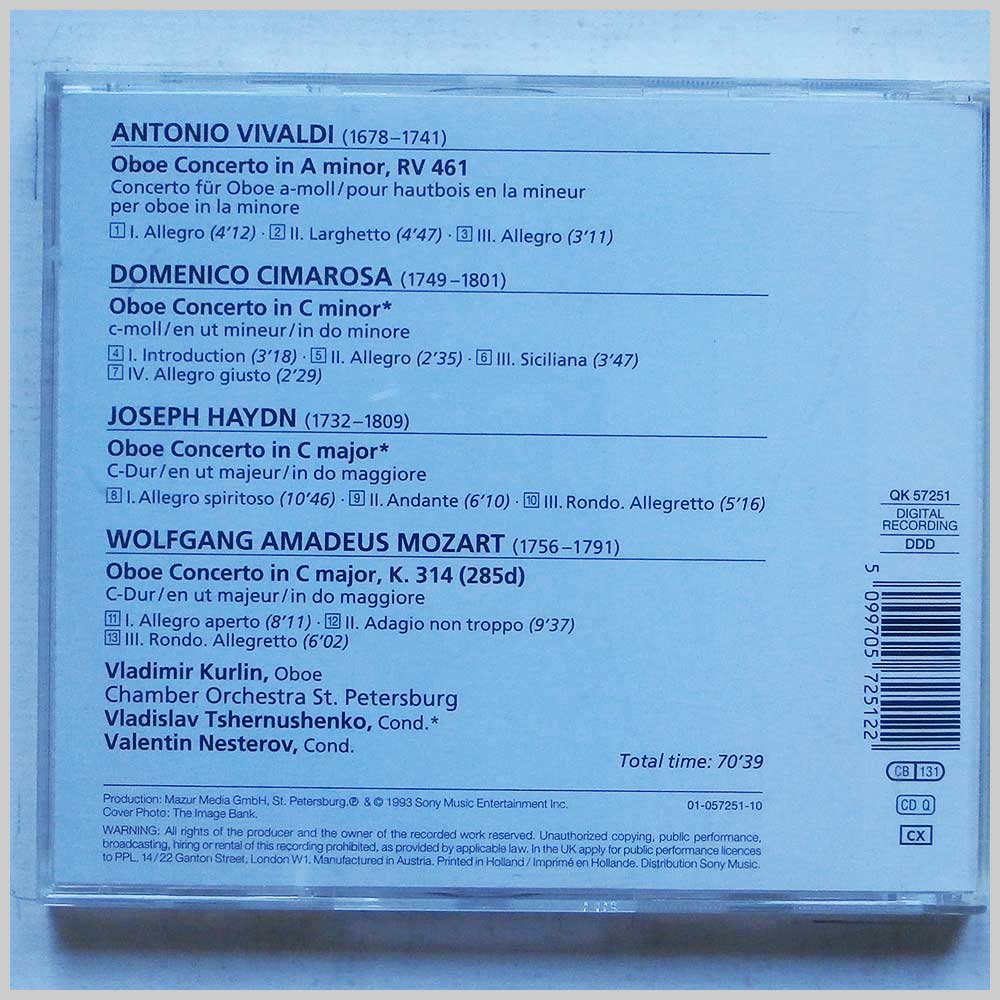 ANTONIO VIVALDI (1678–1741)
Oboe Concerto in A minor, RV 461
Concerto für Oboe a-moll/pour hautbois en la mineur
per oboe in la minore
1 I. Allegro (4'12) · 2 II. Larghetto (4'47) · 3 III. Allegro (3'11)
DOMENICO CIMAROSA (1749–1801)
Oboe Concerto in C minor*
c-moll/en ut mineur/in do minore
4 I. Introduction (3'18) · 5 II. Allegro (2'35) · 6 III. Siciliana (3'47)
7 IV. Allegro giusto (2'29)
JOSEPH HAYDN (1732–1809)
Oboe Concerto in C major*
C-Dur/en ut majeur/in do maggiore
8 I. Allegro spiritoso (10'46) · 9 II. Andante (6'10) · 10 III. Rondo. Allegretto (5'16)
WOLFGANG AMADEUS MOZART (1756–1791)
Oboe Concerto in C major, K. 314 (285d)
C-Dur/en ut majeur/in do maggiore
11 I. Allegro aperto (8'11) · 12 II. Adagio non troppo (9'37)
13 III. Rondo. Allegretto (6'02)
Vladimir Kurlin, Oboe
Chamber Orchestra St. Petersburg
Vladislav Tshernushenko, Cond.*
Valentin Nesterov, Cond.
Total time: 70'39
Production: Mazur Media GmbH, St. Petersburg. ℗ & © 1993 Sony Music Entertainment Inc.
Cover Photo: The Image Bank.
01-057251-10
WARNING: All rights of the producer and the owner of the recorded work reserved. Unauthorized copying, public performance,
broadcasting, hiring or rental of this recording prohibited, as provided by applicable law. In the UK apply for public performance licences
to PPL, 14/22 Ganton Street, London W1. Manufactured in Austria. Printed in Holland / Imprimé en Hollande. Distribution Sony Music.
QK 57251
DIGITAL
RECORDING
DDD
5 099705 725122
CB 131
CD Q
CX